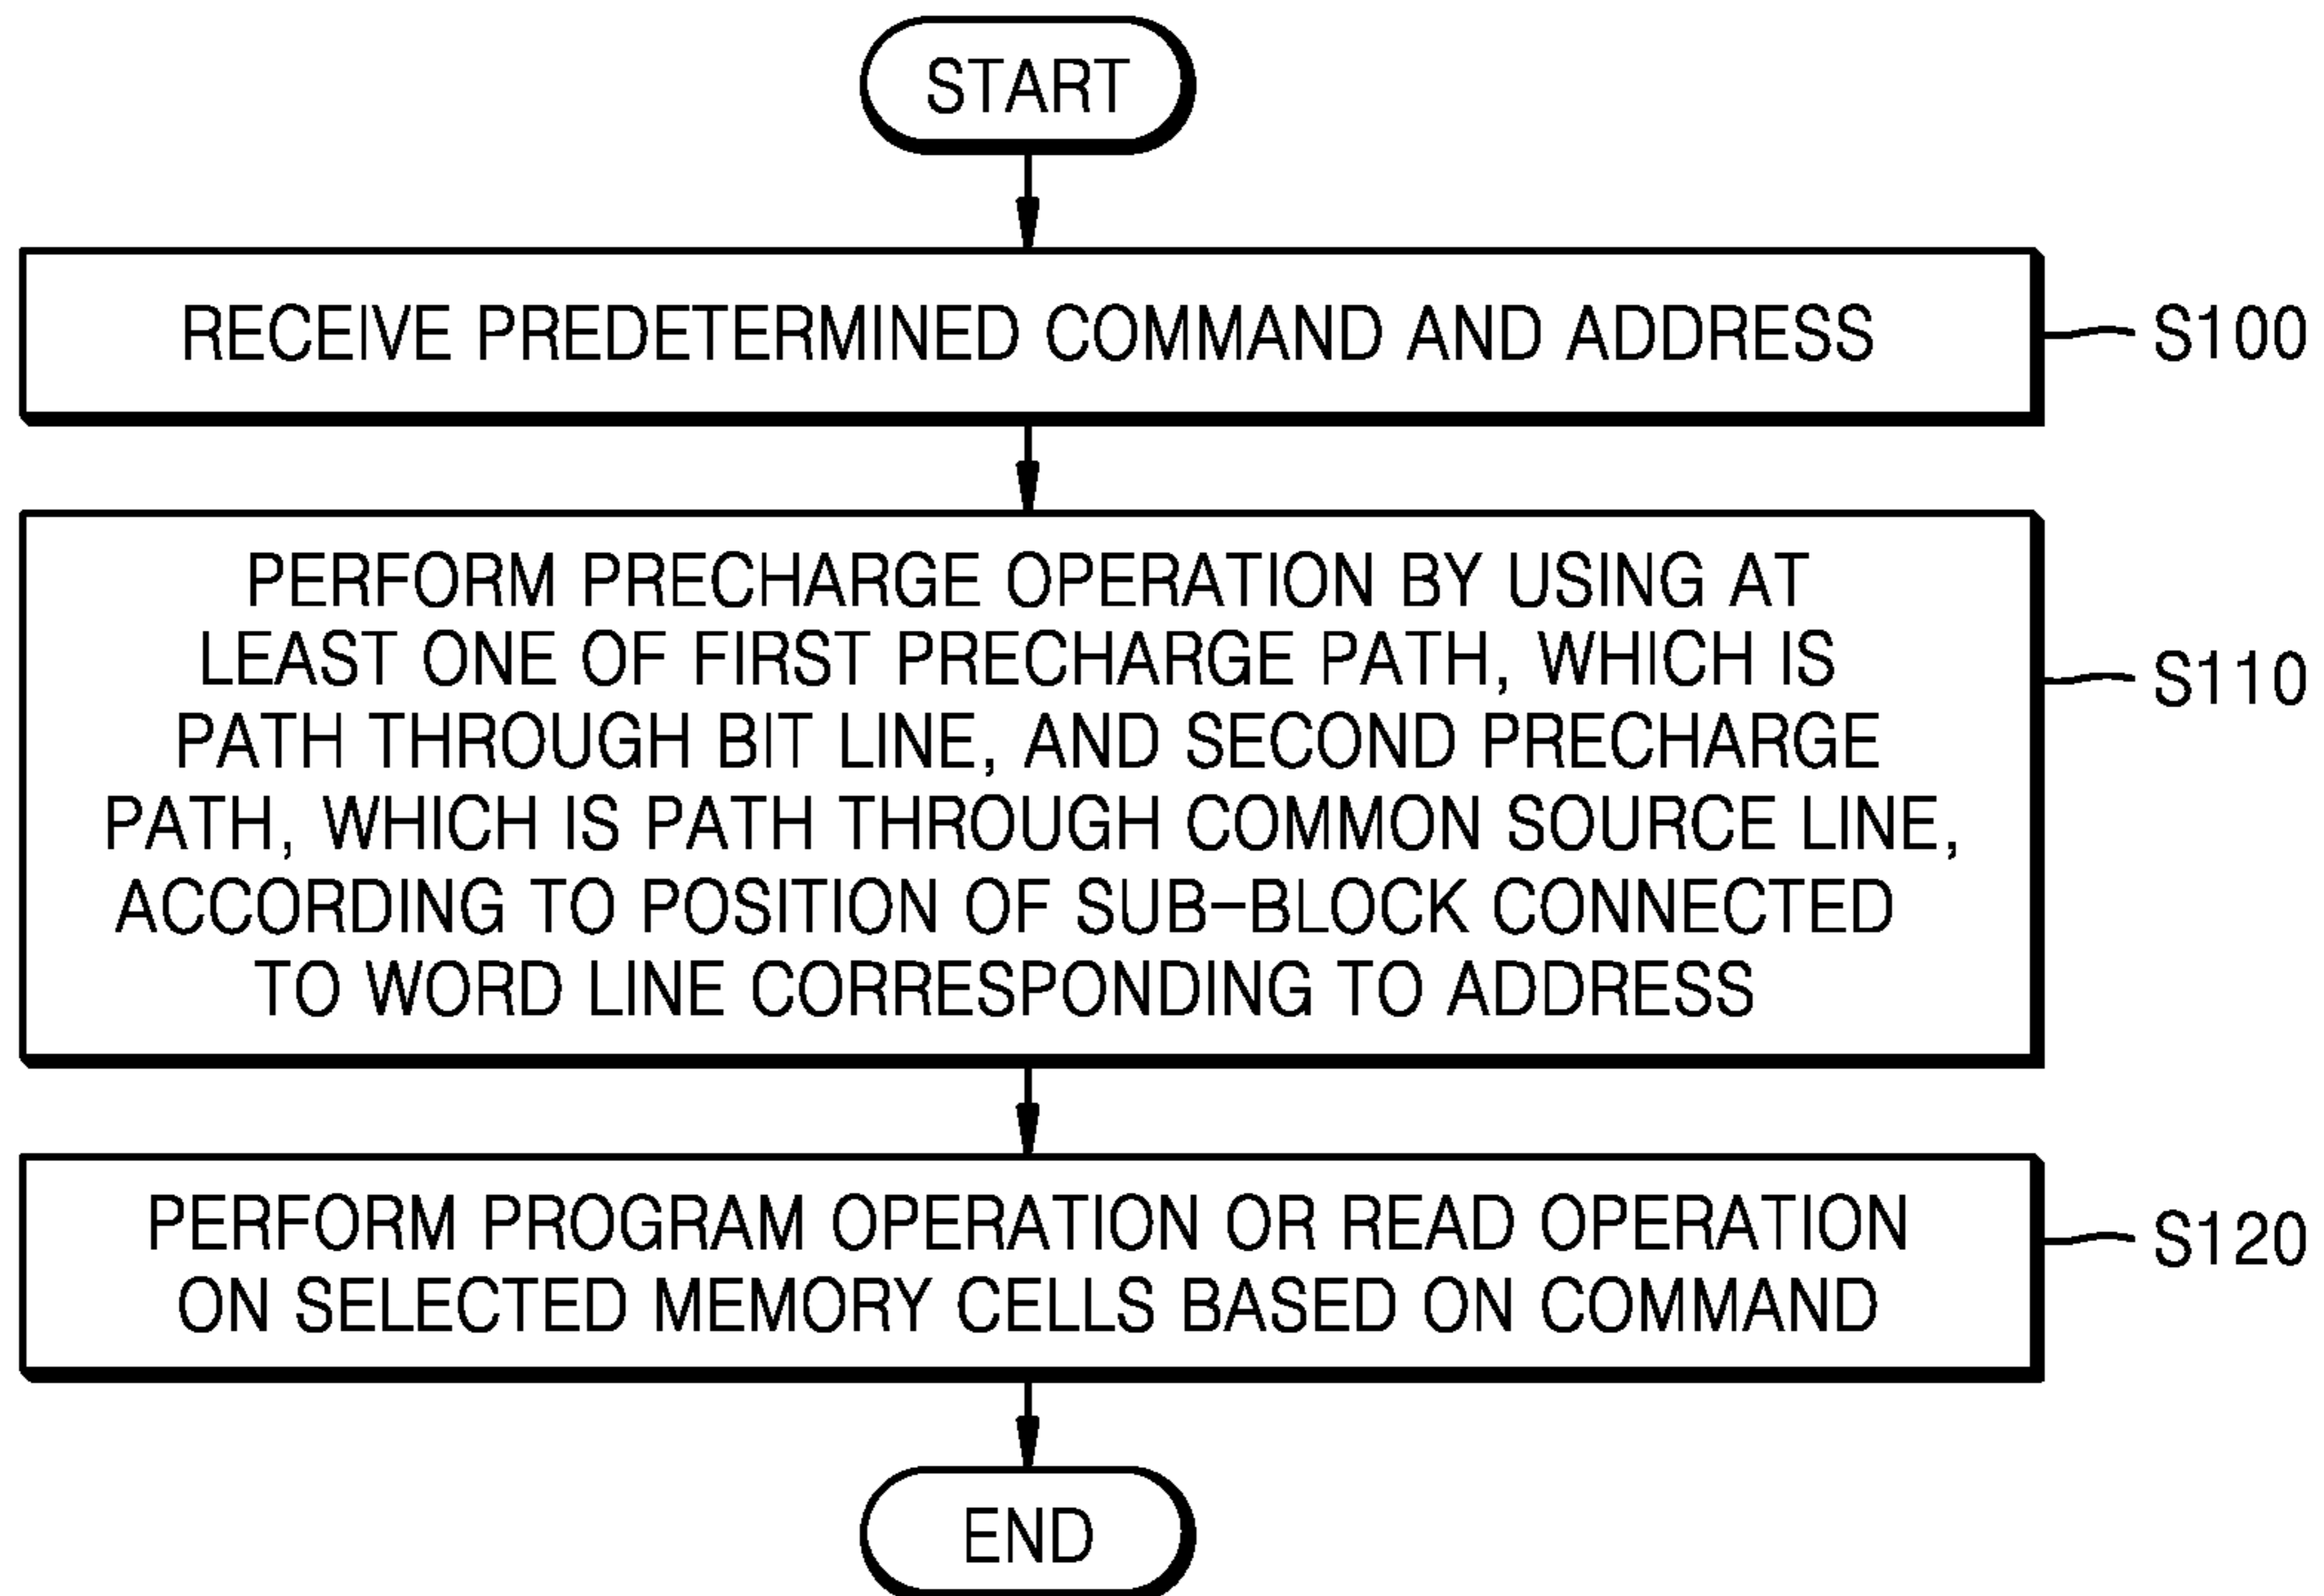 START
RECEIVE PREDETERMINED COMMAND AND ADDRESS
S100
PERFORM PRECHARGE OPERATION BY USING AT
LEAST ONE OF FIRST PRECHARGE PATH, WHICH IS
PATH THROUGH BIT LINE, AND SECOND PRECHARGE
PATH, WHICH IS PATH THROUGH COMMON SOURCE LINE,
ACCORDING TO POSITION OF SUB-BLOCK CONNECTED
TO WORD LINE CORRESPONDING TO ADDRESS
S110
PERFORM PROGRAM OPERATION OR READ OPERATION
ON SELECTED MEMORY CELLS BASED ON COMMAND
S120
END